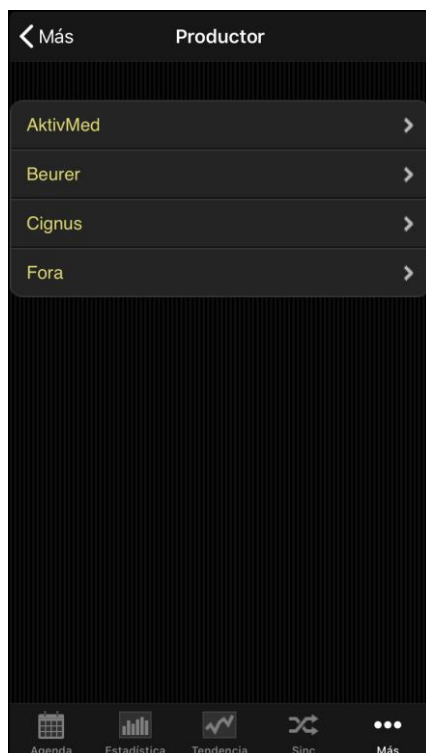 Más
Productor
AktivMed
Beurer
Cignus
Fora
Agenda Estadística Tendencia Sinc Más